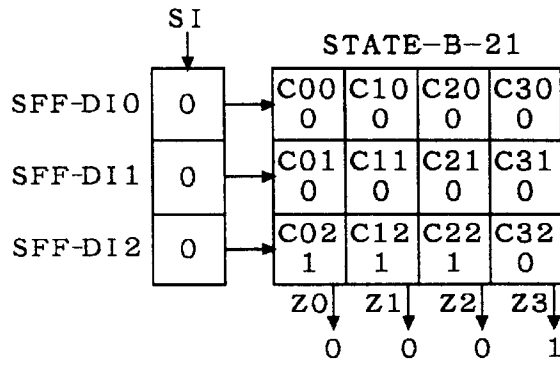 SI
STATE-B-21
SFF-DI0 0 C00 C10 C20 C30
0 0 0 0
SFF-DI1 0 C01 C11 C21 C31
0 0 0 0
SFF-DI2 0 C02 C12 C22 C32
1 1 1 0
Z0 Z1 Z2 Z3
0 0 0 1